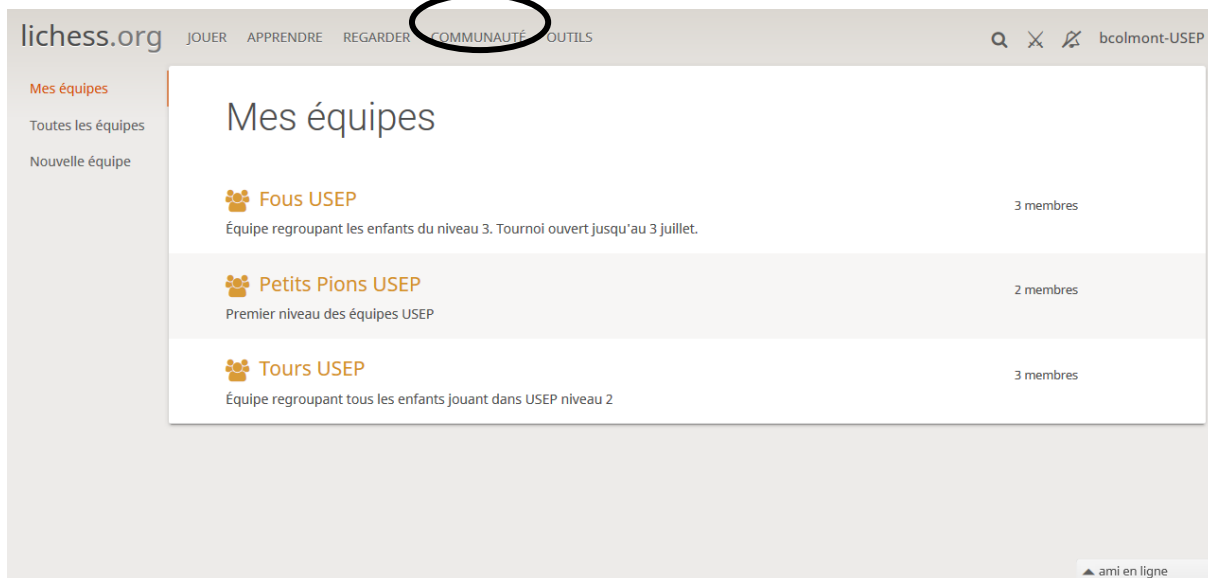 lichess.org JOUER APPRENDRE REGARDER COMMUNAUTÉ OUTILS bcolmont-USEP
Mes équipes
Toutes les équipes
Nouvelle équipe
Mes équipes
Fous USEP
3 membres
Équipe regroupant les enfants du niveau 3. Tournoi ouvert jusqu'au 3 juillet.
Petits Pions USEP
2 membres
Premier niveau des équipes USEP
Tours USEP
3 membres
Équipe regroupant tous les enfants jouant dans USEP niveau 2
ami en ligne